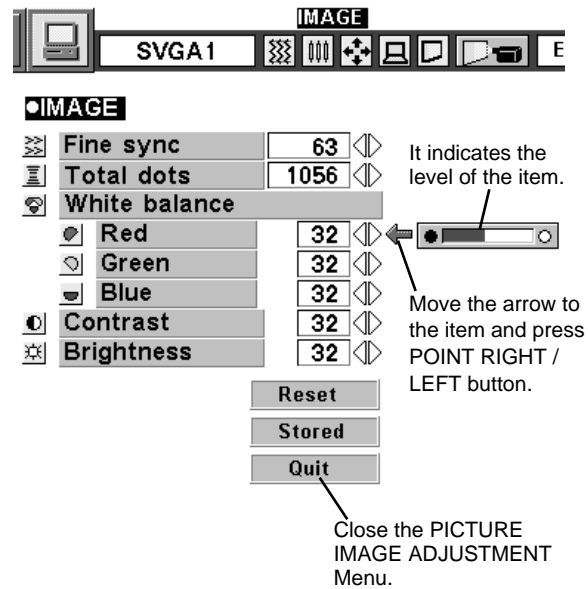 IMAGE
SVGA1
E
●IMAGE
Fine sync 63
Total dots 1056
White balance
Red 32
Green 32
Blue 32
Contrast 32
Brightness 32
It indicates the
level of the item.
Move the arrow to
the item and press
POINT RIGHT /
LEFT button.
Reset
Stored
Quit
Close the PICTURE
IMAGE ADJUSTMENT
Menu.